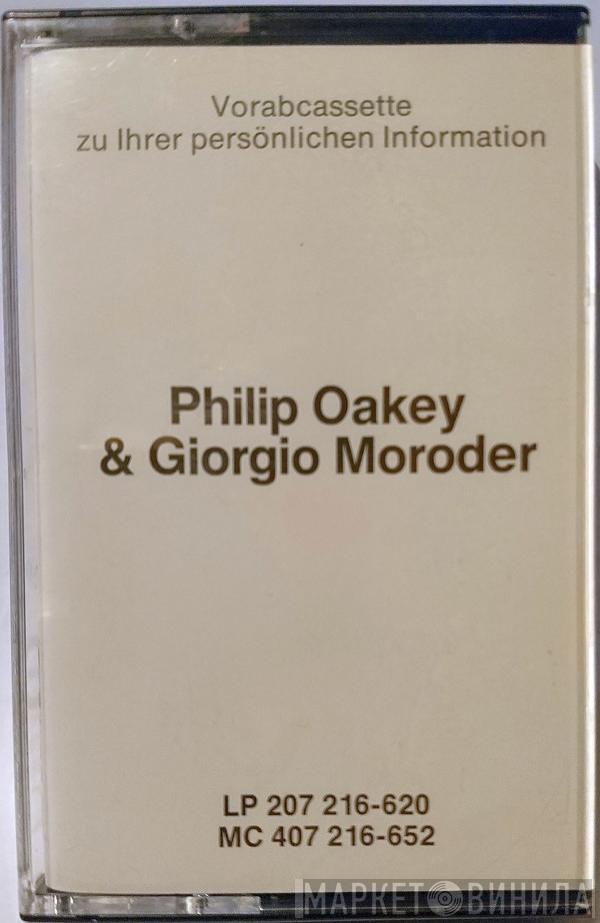 Vorabcassette
zu Ihrer persönlichen Information
Philip Oakey
& Giorgio Moroder
LP 207 216-620
MC 407 216-652
МАРКЕТ ВИНИЛА